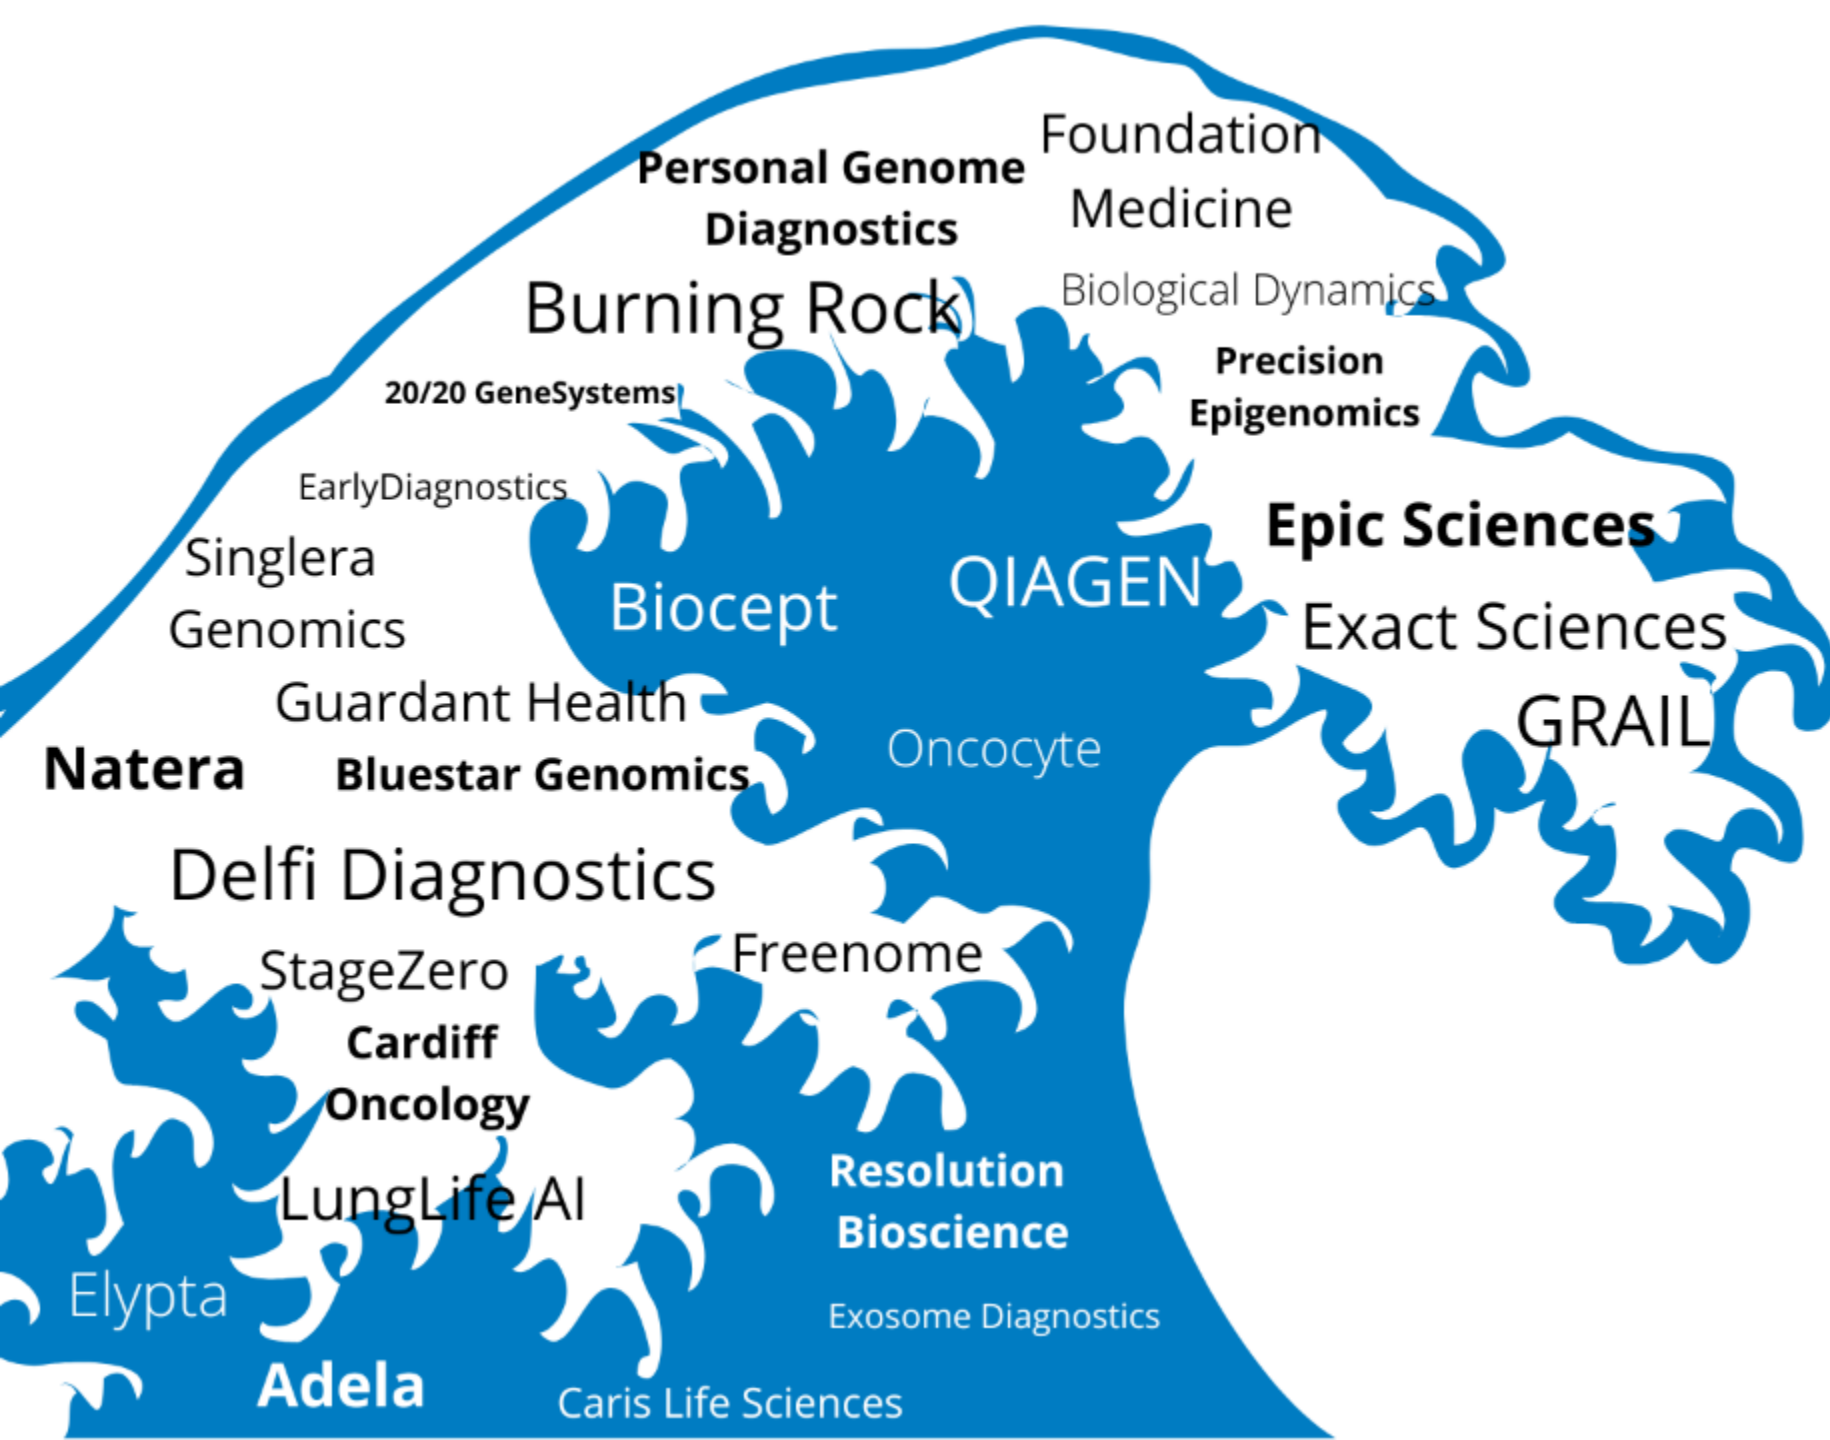 Foundation
Medicine
Personal Genome
Diagnostics
Biological Dynamics
Burning Rock
Precision
Epigenomics
20/20 GeneSystems
EarlyDiagnostics
Epic Sciences
Singlera
Genomics
Biocept
QIAGEN
Exact Sciences
Guardant Health
GRAIL
Natera
Bluestar Genomics
Oncocyte
Delfi Diagnostics
StageZero
Freenome
Cardiff
Oncology
LungLife AI
Resolution
Bioscience
Elypta
Exosome Diagnostics
Adela
Caris Life Sciences